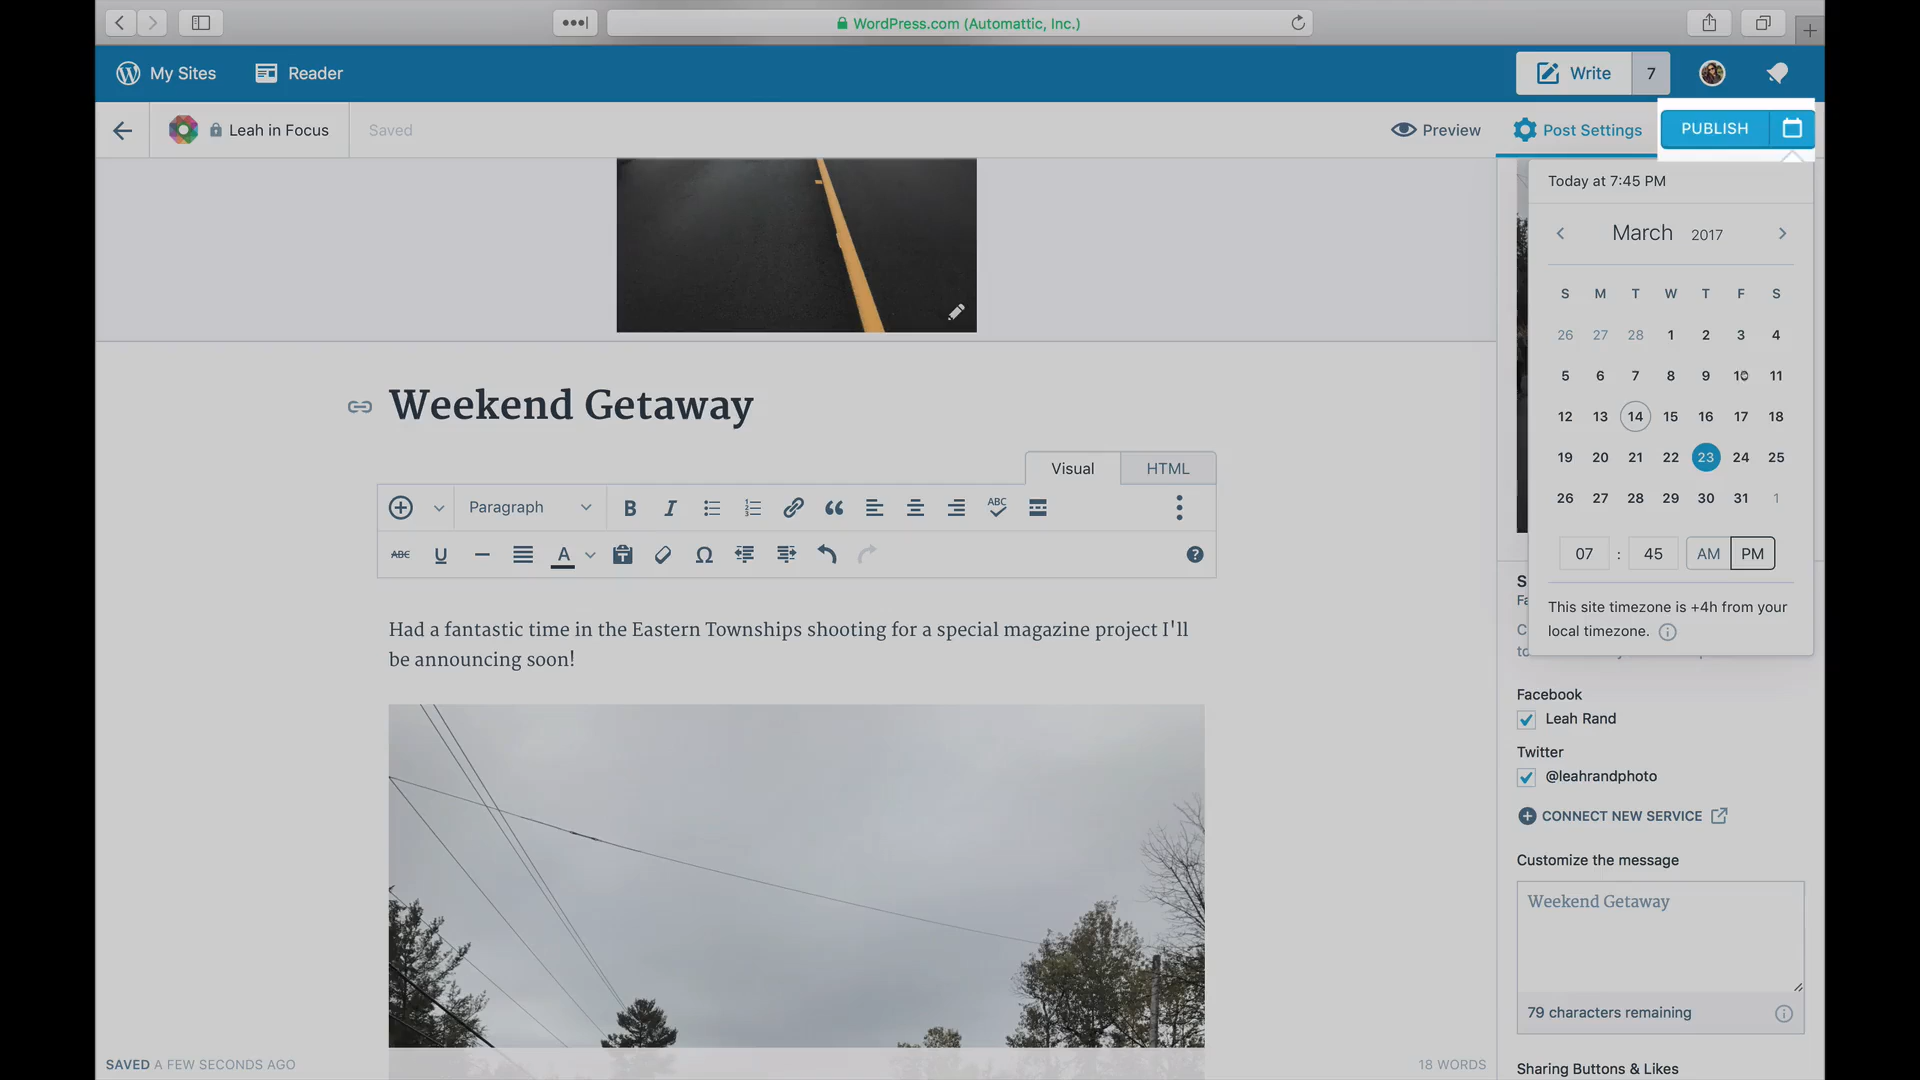 WordPress.com (Automattic, Inc.)
My Sites
Reader
Write
7
Leah in Focus
Saved
Preview
Post Settings
PUBLISH
Today at 7:45 PM
March 2017
S M T W T F S
26 27 28 1 2 3 4
5 6 7 8 9 10 11
12 13 14 15 16 17 18
19 20 21 22 23 24 25
26 27 28 29 30 31 1
07 : 45 AM PM
This site timezone is +4h from your
local timezone.
Weekend Getaway
Visual
HTML
Paragraph
B I ABC
ABC U A
Had a fantastic time in the Eastern Townships shooting for a special magazine project I'll
be announcing soon!
Facebook
Leah Rand
Twitter
@leahrandphoto
CONNECT NEW SERVICE
Customize the message
Weekend Getaway
79 characters remaining
Sharing Buttons & Likes
SAVED A FEW SECONDS AGO
18 WORDS